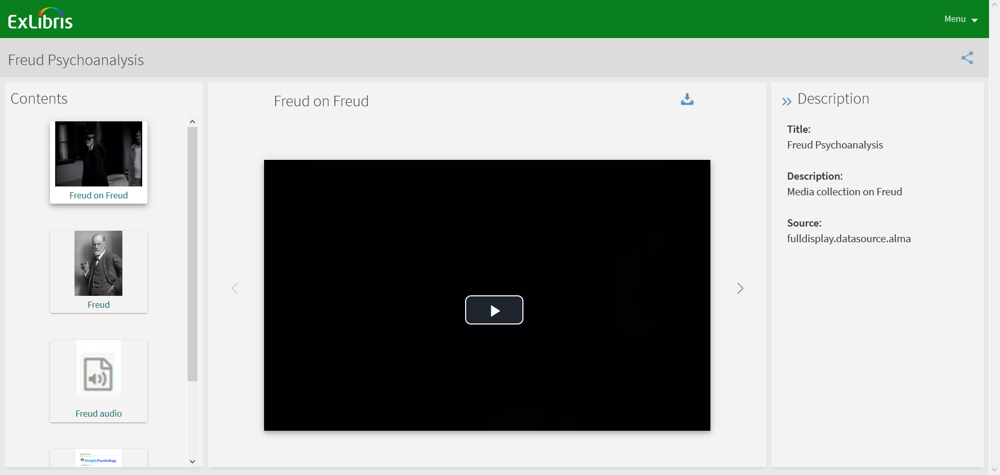 ExLibris
Menu
Freud Psychoanalysis
Contents
Freud on Freud
Freud
Freud audio
SimplyPsychology
Freud on Freud
Description
Title:
Freud Psychoanalysis
Description:
Media collection on Freud
Source:
fulldisplay.datasource.alma